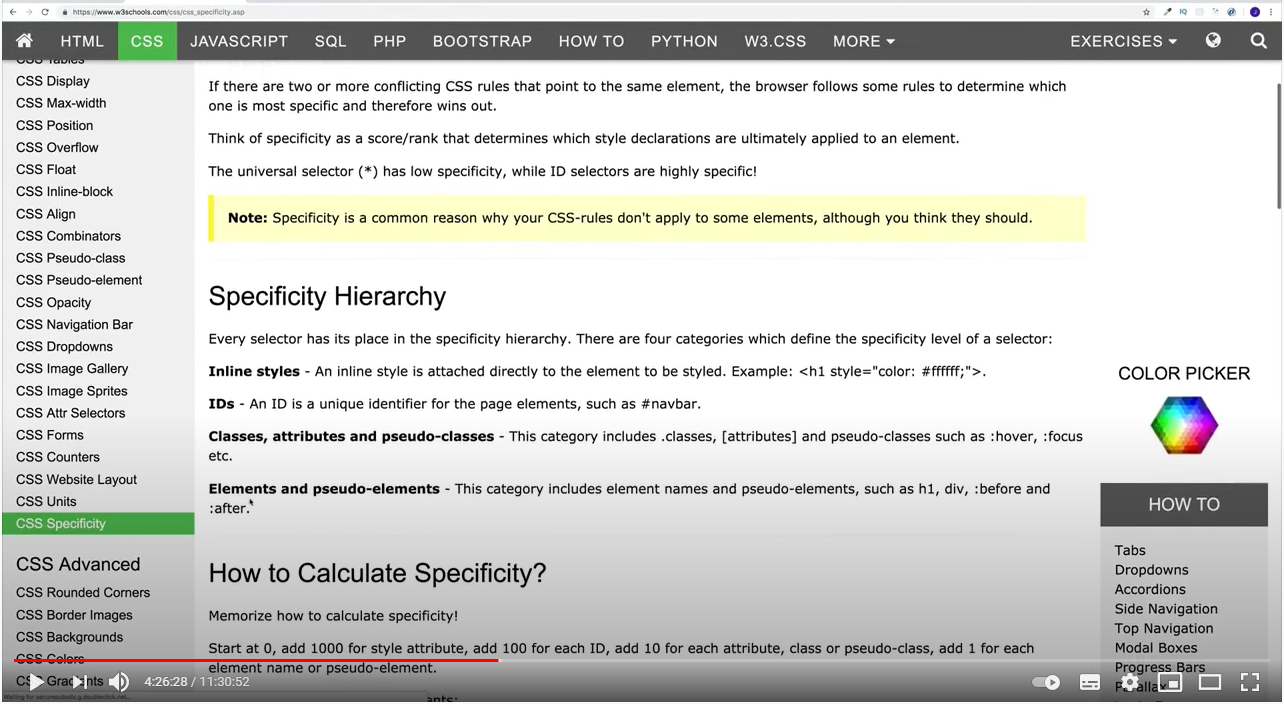 https://www.w3schools.com/css/css_specificity.asp
HTML CSS JAVASCRIPT SQL PHP BOOTSTRAP HOW TO PYTHON W3.CSS MORE EXERCISES
CSS Tables
CSS Display
CSS Max-width
CSS Position
CSS Overflow
CSS Float
CSS Inline-block
CSS Align
CSS Combinators
CSS Pseudo-class
CSS Pseudo-element
CSS Opacity
CSS Navigation Bar
CSS Dropdowns
CSS Image Gallery
CSS Image Sprites
CSS Attr Selectors
CSS Forms
CSS Counters
CSS Website Layout
CSS Units
CSS Specificity
CSS Advanced
CSS Rounded Corners
CSS Border Images
CSS Backgrounds
CSS Colors
CSS Gradients
If there are two or more conflicting CSS rules that point to the same element, the browser follows some rules to determine which
one is most specific and therefore wins out.
Think of specificity as a score/rank that determines which style declarations are ultimately applied to an element.
The universal selector (*) has low specificity, while ID selectors are highly specific!
Note: Specificity is a common reason why your CSS-rules don't apply to some elements, although you think they should.
Specificity Hierarchy
Every selector has its place in the specificity hierarchy. There are four categories which define the specificity level of a selector:
Inline styles - An inline style is attached directly to the element to be styled. Example: <h1 style="color: #ffffff;">.
IDs - An ID is a unique identifier for the page elements, such as #navbar.
Classes, attributes and pseudo-classes - This category includes .classes, [attributes] and pseudo-classes such as :hover, :focus
etc.
Elements and pseudo-elements - This category includes element names and pseudo-elements, such as h1, div, :before and
:after.
How to Calculate Specificity?
Memorize how to calculate specificity!
Start at 0, add 1000 for style attribute, add 100 for each ID, add 10 for each attribute, class or pseudo-class, add 1 for each
element name or pseudo-element.
COLOR PICKER
HOW TO
Tabs
Dropdowns
Accordions
Side Navigation
Top Navigation
Modal Boxes
Progress Bars
Parallax
4:26:28 / 11:30:52